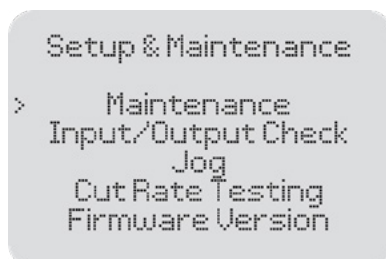 Setup & Maintenance
> Maintenance
Input/Output Check
Jog
Cut Rate Testing
Firmware Version